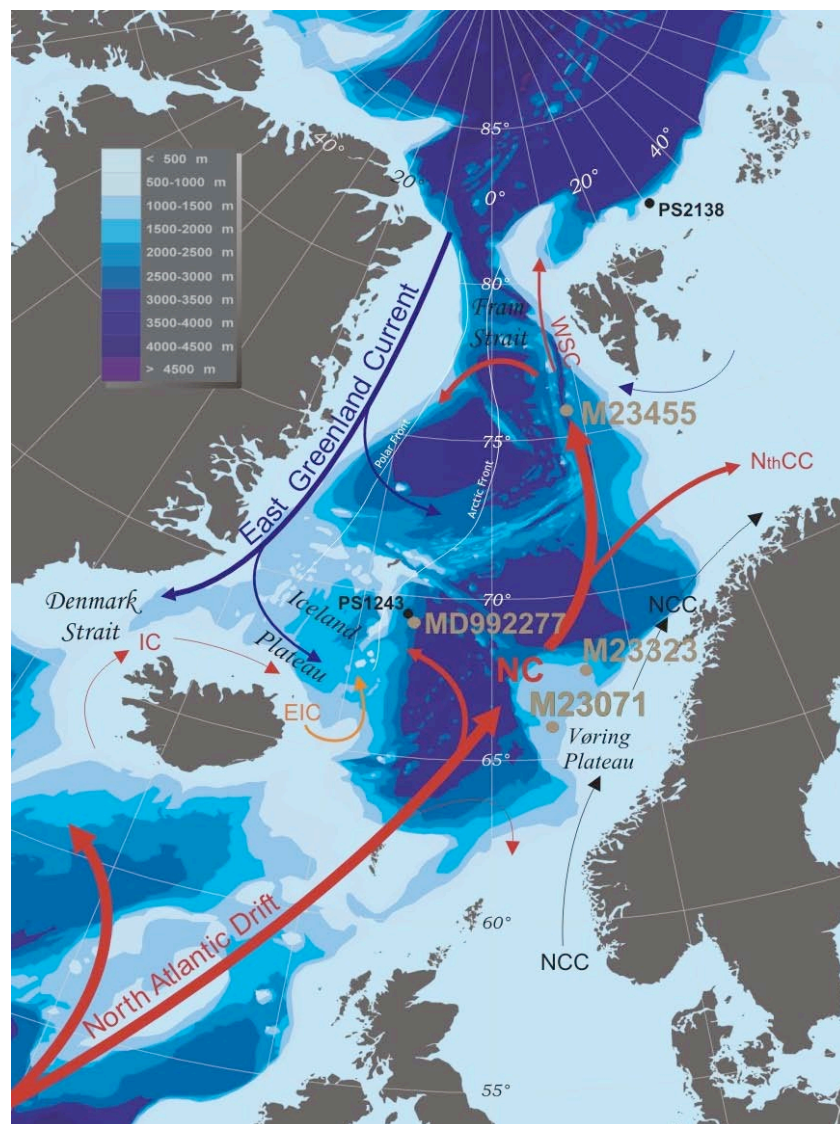 85°
40°
40°
20°
0°
20°
PS2138
< 500 m
500-1000 m
1000-1500 m
1500-2000 m
2000-2500 m
2500-3000 m
3000-3500 m
3500-4000 m
4000-4500 m
> 4500 m
80°
Fram
Strait
WSC
East Greenland Current
M23455
Polar Front
Arctic Front
75°
NthCC
Denmark
Strait
Iceland
Plateau
PS1243
MD992277
70°
NCC
IC
NC
M23323
EIC
M23071
Vøring
Plateau
65°
60°
North Atlantic Drift
NCC
55°